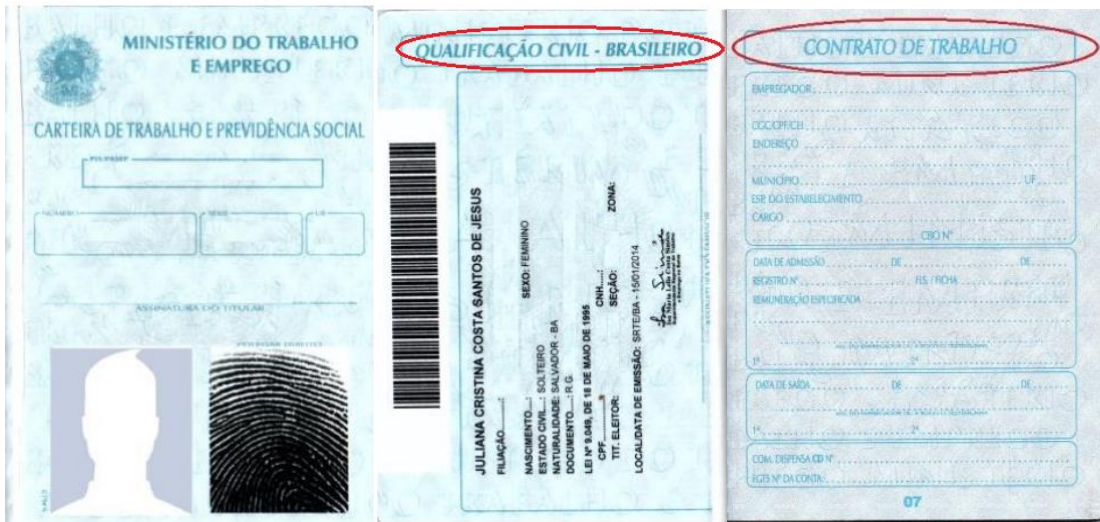 MINISTÉRIO DO TRABALHO
E EMPREGO
CARTEIRA DE TRABALHO E PREVIDÊNCIA SOCIAL
PIS/PASEP
NÚMERO SÉRIE UF
ASSINATURA DO TITULAR
POLEGAR DIREITO
QUALIFICAÇÃO CIVIL - BRASILEIRO
JULIANA CRISTINA COSTA SANTOS DE JESUS
FILIAÇÃO.......:
NASCIMENTO....: SEXO: FEMININO
ESTADO CIVIL...: SOLTEIRO
NATURALIDADE: SALVADOR - BA
DOCUMENTO.....: R.G.
LEI Nº 9.049, DE 18 DE MAIO DE 1995
CPF......: CNH.....:
TIT. ELEITOR: SEÇÃO: ZONA:
LOCAL/DATA DE EMISSÃO: SRTE/BA - 15/01/2014
CONTRATO DE TRABALHO
EMPREGADOR
CGC/CPF/CEI
ENDEREÇO
MUNICÍPIO UF
ESP. DO ESTABELECIMENTO
CARGO
CBO Nº
DATA DE ADMISSÃO DE DE
REGISTRO Nº FLS. / FICHA
REMUNERAÇÃO ESPECIFICADA
1º 2º
DATA DE SAÍDA DE DE
1º 2º
COM. DISPENSA CD Nº
FGTS Nº DA CONTA
07